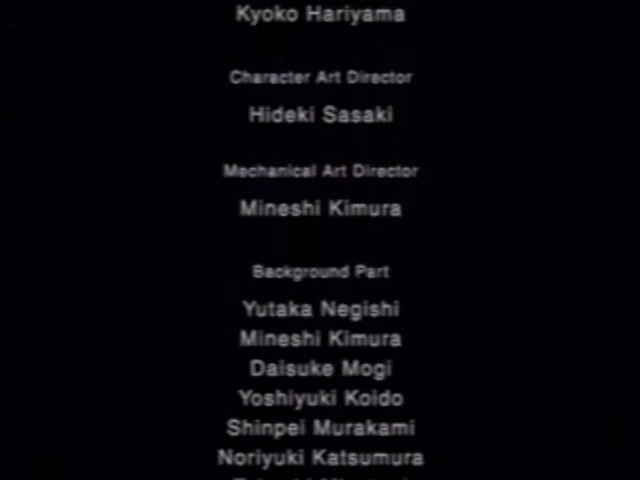 Kyoko Hariyama
Character Art Director
Hideki Sasaki
Mechanical Art Director
Mineshi Kimura
Background Part
Yutaka Negishi
Mineshi Kimura
Daisuke Mogi
Yoshiyuki Koido
Shinpei Murakami
Noriyuki Katsumura